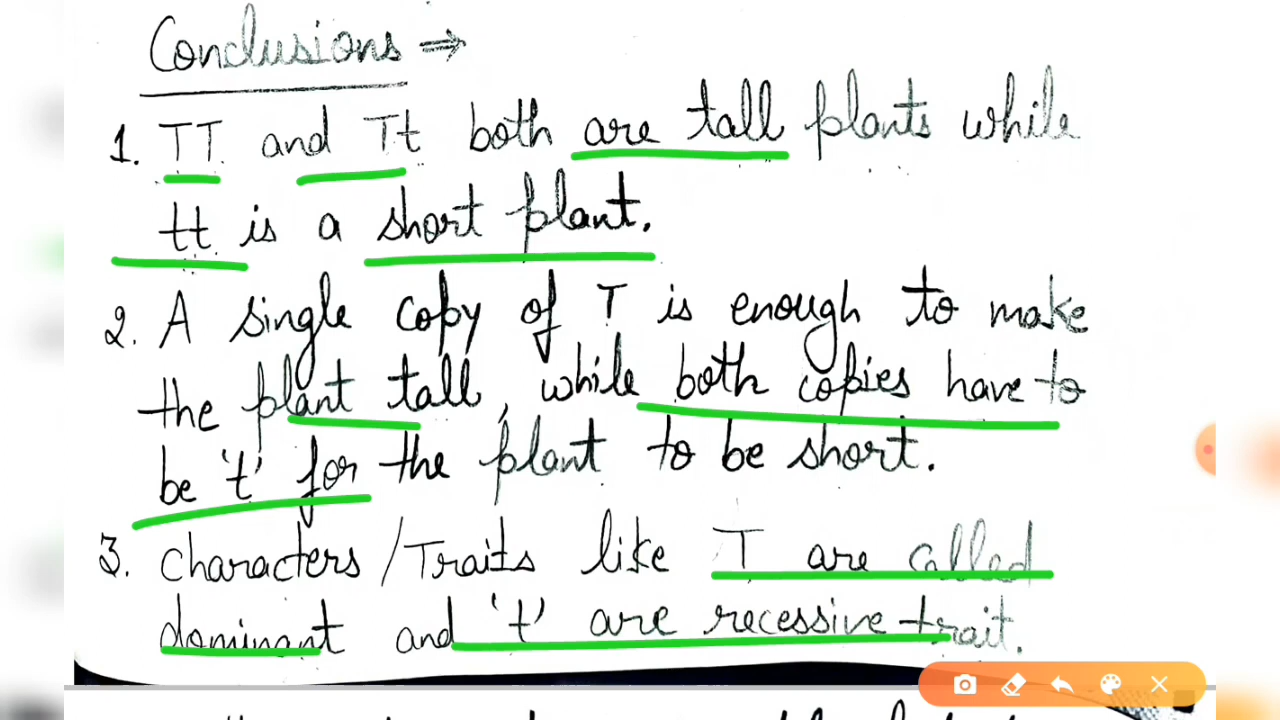 Conclusions ⇒
1. TT and Tt both are tall plants while
tt is a short plant.
2. A single copy of T is enough to make
the plant tall, while both copies have to
be 't' for the plant to be short.
3. Characters/Traits like T are called
dominant and 't' are recessive trait.